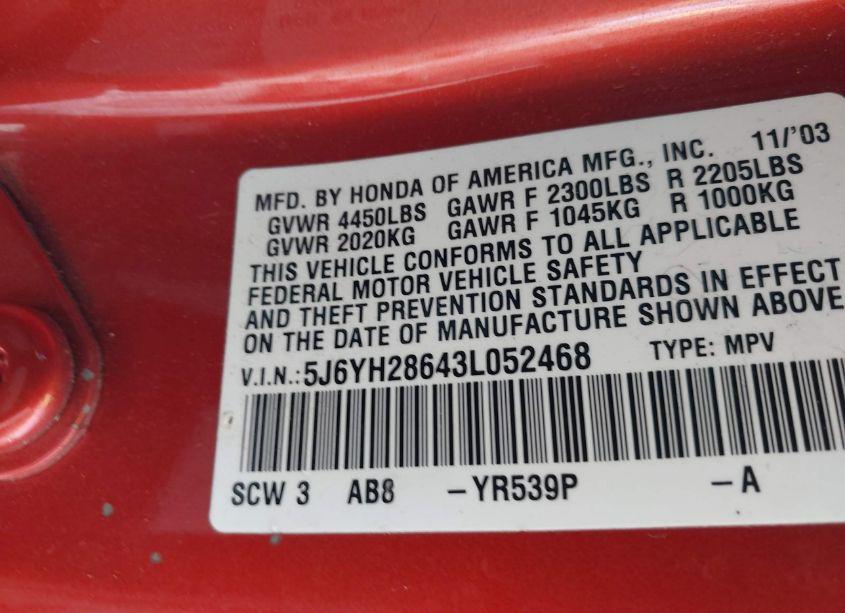 MFD. BY HONDA OF AMERICA MFG., INC. 11/'03
GVWR 4450LBS GAWR F 2300LBS R 2205LBS
GVWR 2020KG GAWR F 1045KG R 1000KG
THIS VEHICLE CONFORMS TO ALL APPLICABLE
FEDERAL MOTOR VEHICLE SAFETY
AND THEFT PREVENTION STANDARDS IN EFFECT
ON THE DATE OF MANUFACTURE SHOWN ABOVE
V.I.N.:5J6YH28643L052468 TYPE: MPV
SCW 3 AB8 -YR539P -A